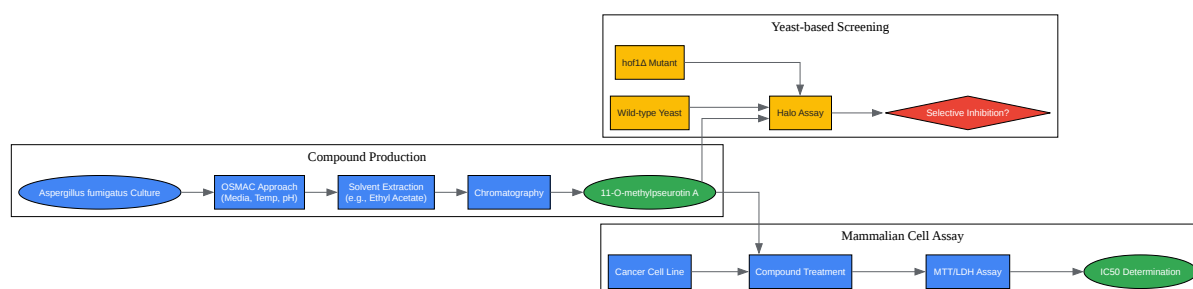 Yeast-based Screening
hof1Δ Mutant
Wild-type Yeast
Halo Assay
Selective Inhibition?
Compound Production
Aspergillus fumigatus Culture
OSMAC Approach
(Media, Temp, pH)
Solvent Extraction
(e.g., Ethyl Acetate)
Chromatography
11-O-methylpseurotin A
Mammalian Cell Assay
Cancer Cell Line
Compound Treatment
MTT/LDH Assay
IC50 Determination